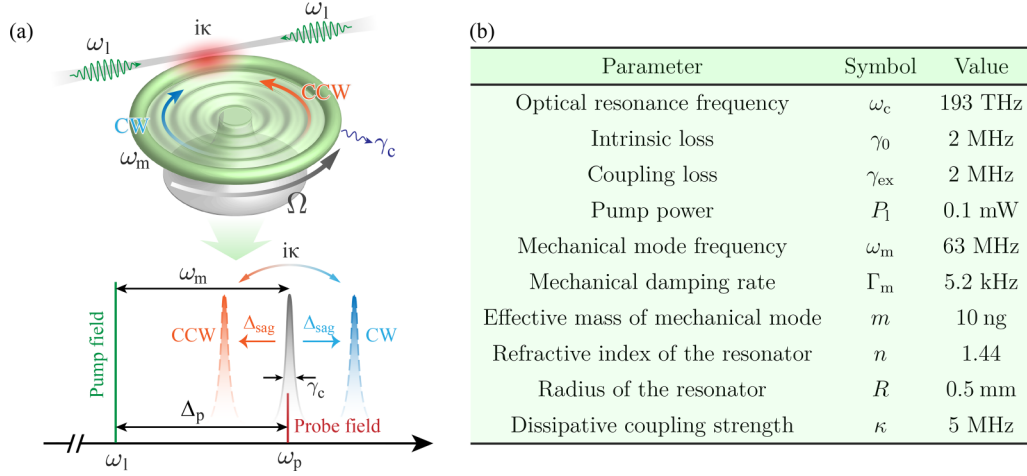 (a)
iκ
ω_l
ω_l
CCW
CW
γ_c
ω_m
Ω
iκ
ω_m
CCW
Δ_sag
Δ_sag
CW
γ_c
Pump field
Δ_p
Probe field
ω_l
ω_p
(b)
Parameter Symbol Value
Optical resonance frequency ω_c 193 THz
Intrinsic loss γ_0 2 MHz
Coupling loss γ_ex 2 MHz
Pump power P_l 0.1 mW
Mechanical mode frequency ω_m 63 MHz
Mechanical damping rate Γ_m 5.2 kHz
Effective mass of mechanical mode m 10 ng
Refractive index of the resonator n 1.44
Radius of the resonator R 0.5 mm
Dissipative coupling strength κ 5 MHz